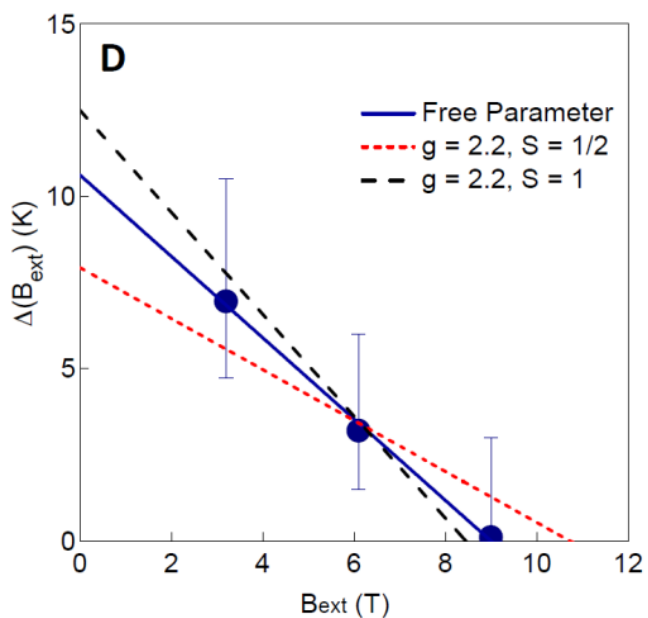 D
Free Parameter
g = 2.2, S = 1/2
g = 2.2, S = 1
15
10
5
0
Δ(B_ext) (K)
0 2 4 6 8 10 12
Bext (T)